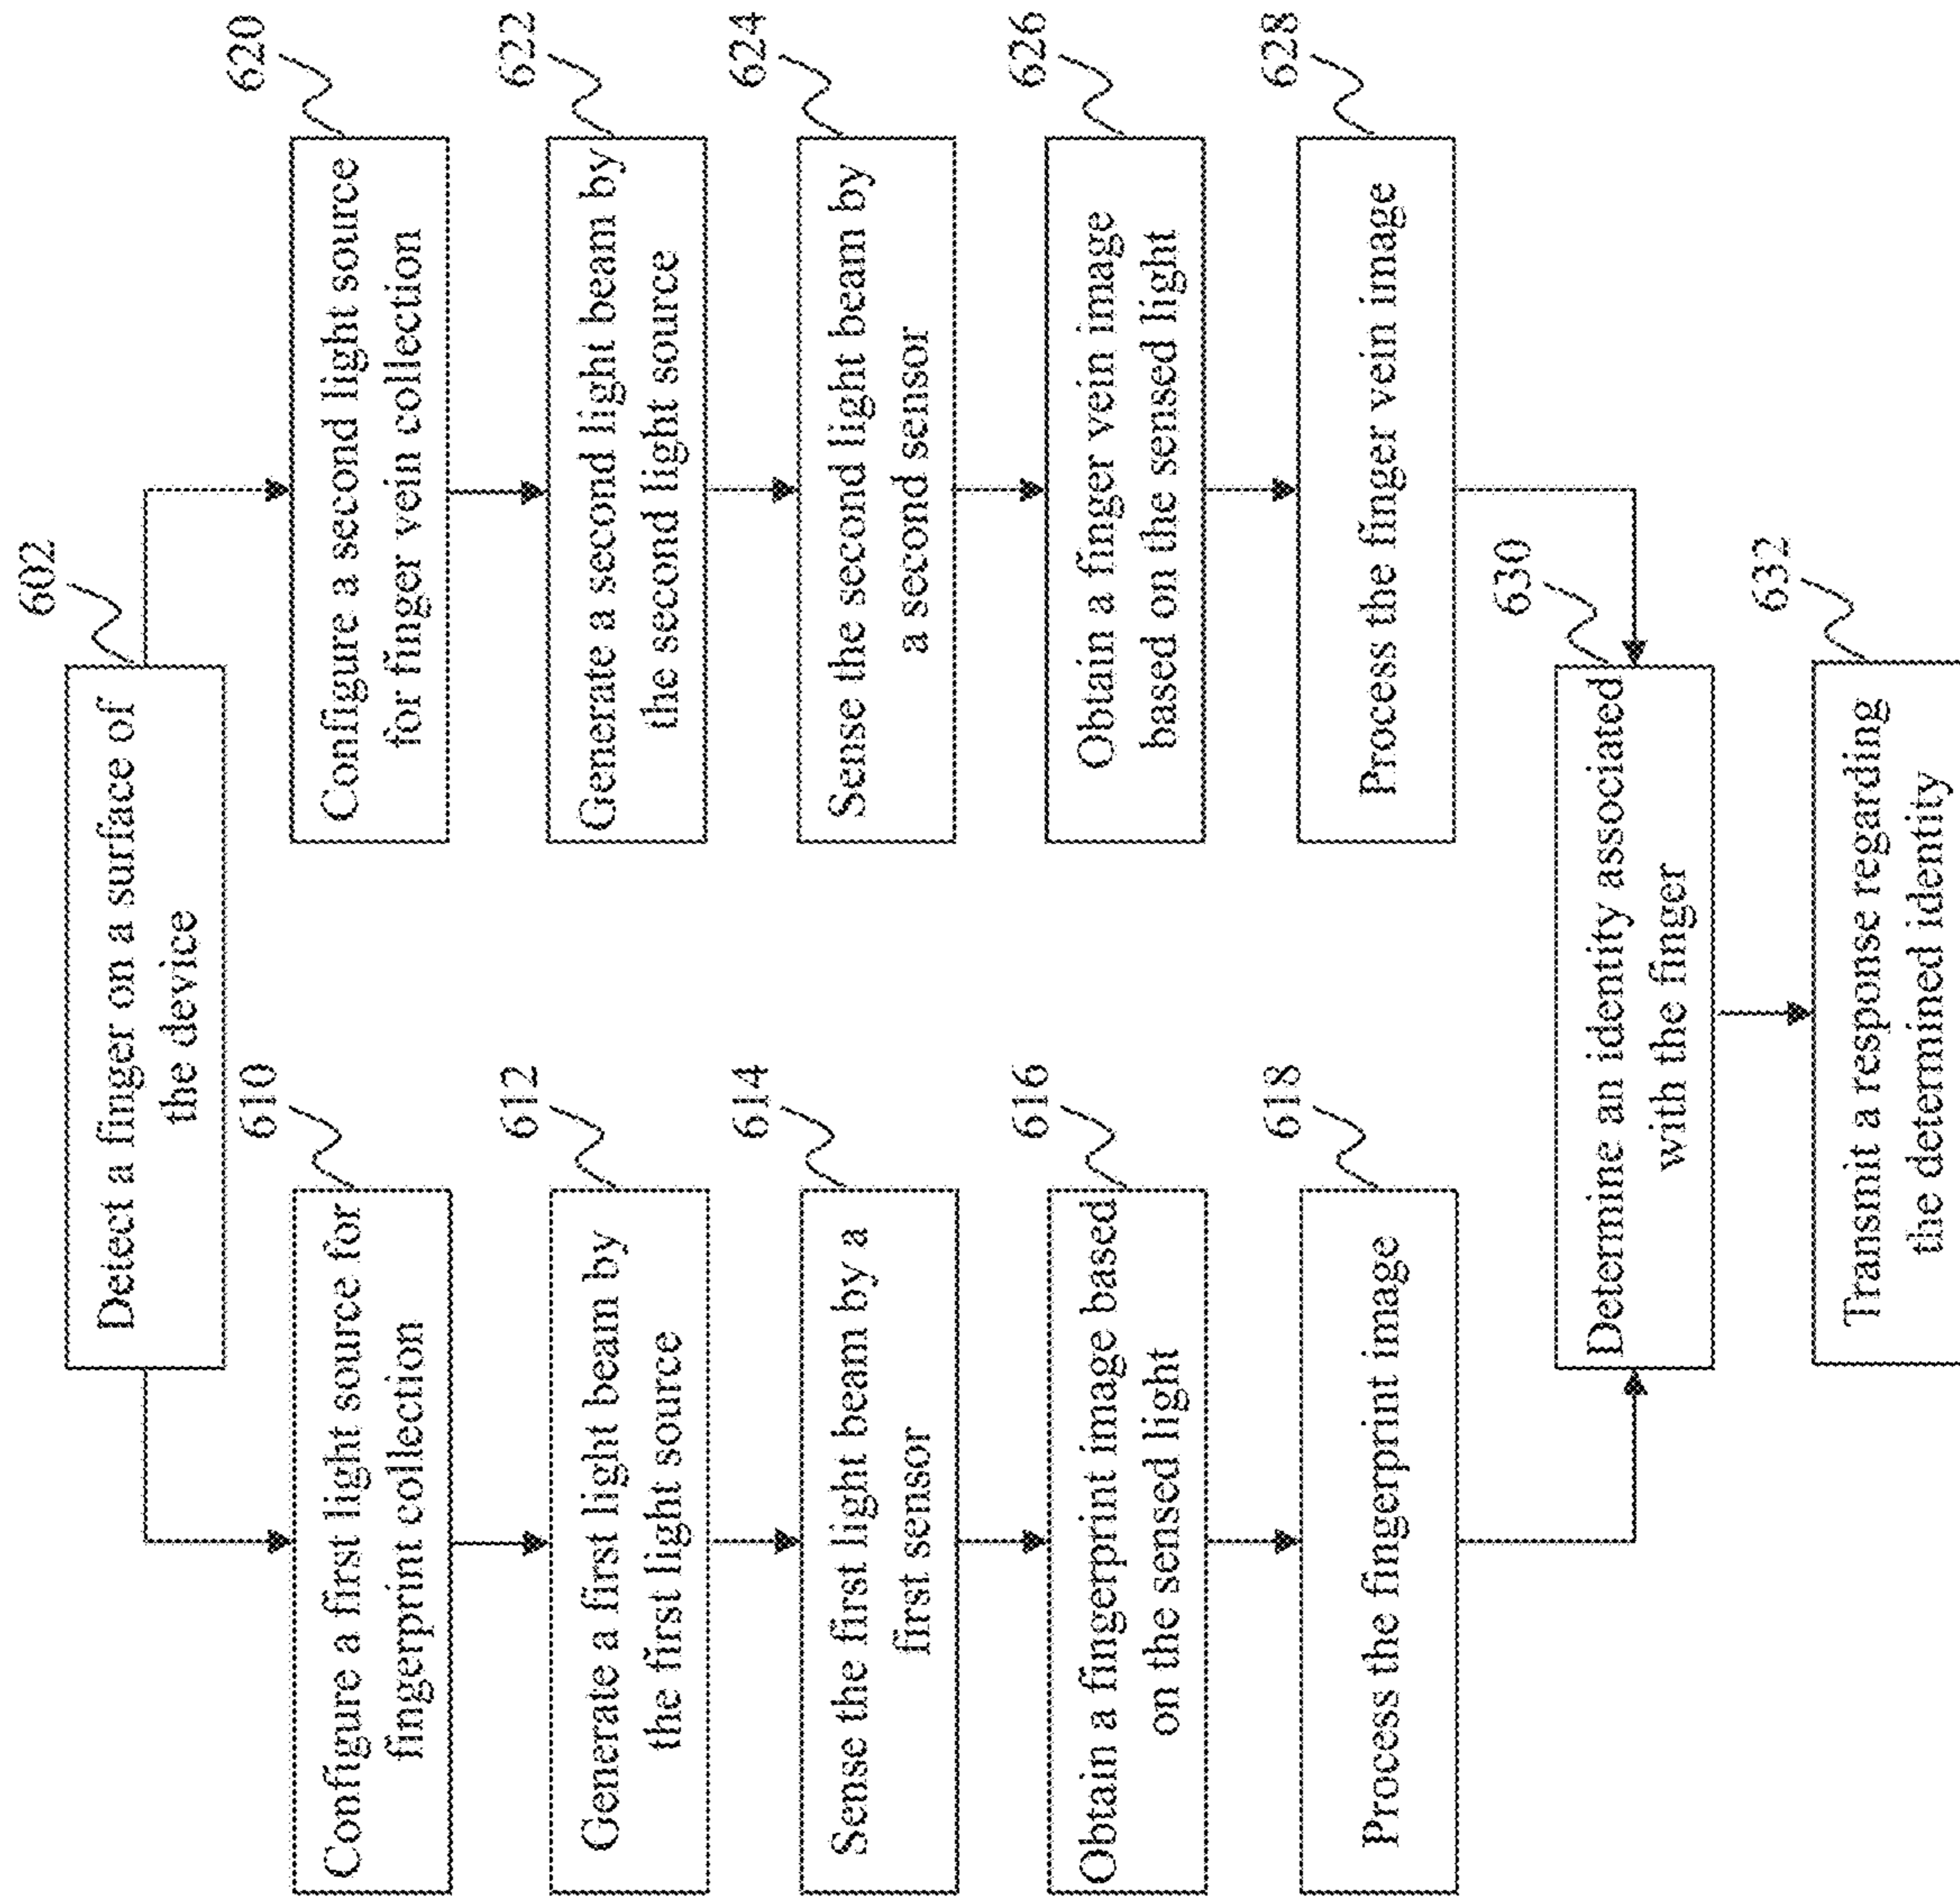 602
Detect a finger on a surface of
the device
610
Configure a first light source for
fingerprint collection
612
Generate a first light beam by
the first light source
614
Sense the first light beam by a
first sensor
616
Obtain a fingerprint image based
on the sensed light
618
Process the fingerprint image
620
Configure a second light source
for finger vein collection
622
Generate a second light beam by
the second light source
624
Sense the second light beam by
a second sensor
626
Obtain a finger vein image
based on the sensed light
628
Process the finger vein image
630
Determine an identity associated
with the finger
632
Transmit a response regarding
the determined identity